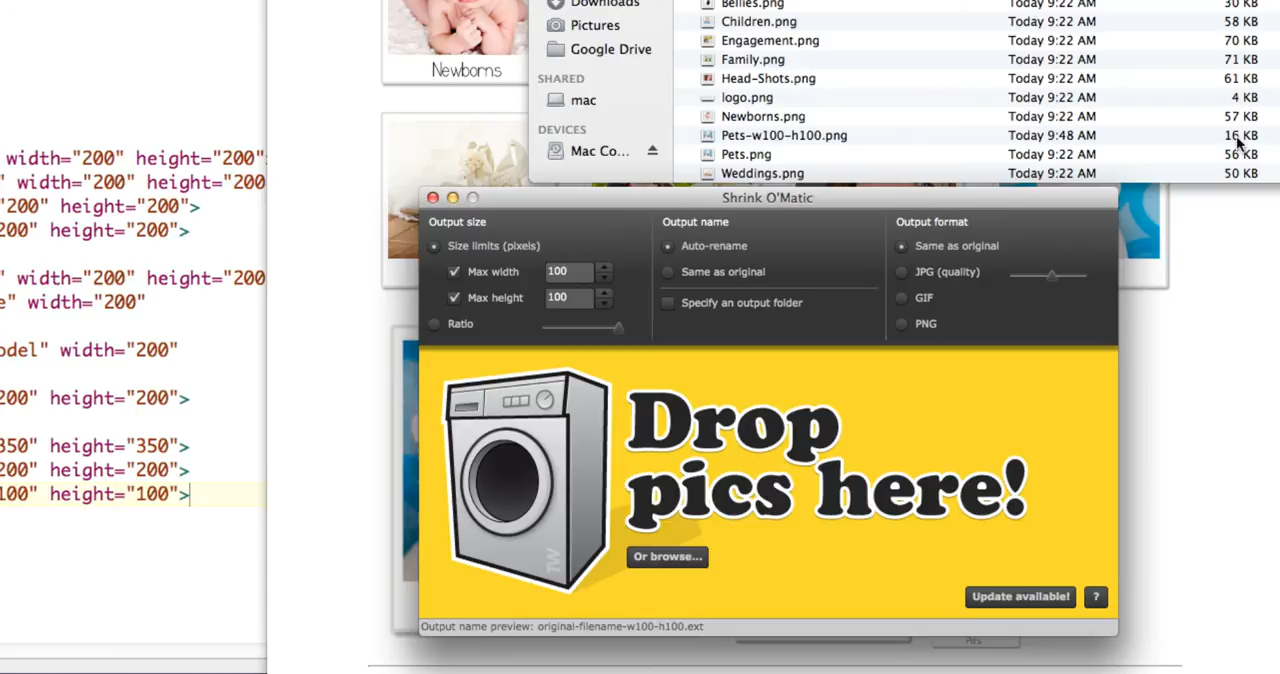 width="200" height="200"
" width="200" height="200
"200" height="200">
200" height="200">
" width="200" height="200
e" width="200"
odel" width="200"
200" height="200">
350" height="350">
200" height="200">
100" height="100">
Newborns
Downloads
Pictures
Google Drive
SHARED
mac
DEVICES
Mac Co...
Bellies.png Today 9:22 AM 30 KB
Children.png Today 9:22 AM 58 KB
Engagement.png Today 9:22 AM 70 KB
Family.png Today 9:22 AM 71 KB
Head-Shots.png Today 9:22 AM 61 KB
logo.png Today 9:22 AM 4 KB
Newborns.png Today 9:22 AM 57 KB
Pets-w100-h100.png Today 9:48 AM 16 KB
Pets.png Today 9:22 AM 56 KB
Weddings.png Today 9:22 AM 50 KB
Shrink O'Matic
Output size
Size limits (pixels)
Max width 100
Max height 100
Ratio
Output name
Auto-rename
Same as original
Specify an output folder
Output format
Same as original
JPG (quality)
GIF
PNG
Drop
pics here!
TW
Or browse...
Update available! ?
Output name preview: original-filename-w100-h100.ext